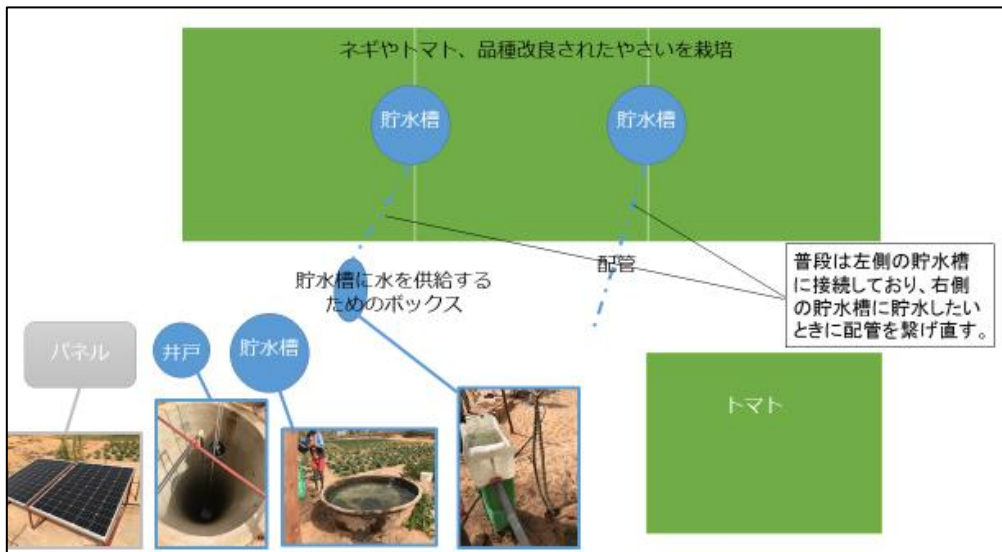 ネギやトマト、品種改良されたやさいを栽培
貯水槽
貯水槽
配管
貯水槽に水を供給する
ためのボックス
普段は左側の貯水槽
に接続しており、右側
の貯水槽に貯水したい
ときに配管を繋げ直す。
パネル
井戸
貯水槽
トマト